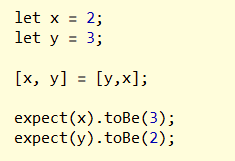 let x = 2;
let y = 3;
[x, y] = [y,x];
expect(x).toBe(3);
expect(y).toBe(2);